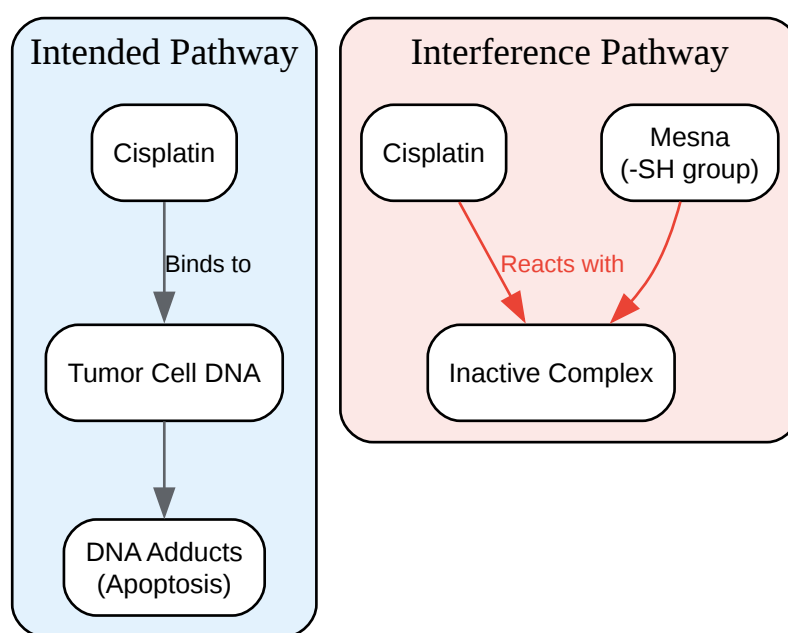 Intended Pathway
Cisplatin
Binds to
Tumor Cell DNA
DNA Adducts
(Apoptosis)
Interference Pathway
Cisplatin
Mesna
(-SH group)
Reacts with
Inactive Complex